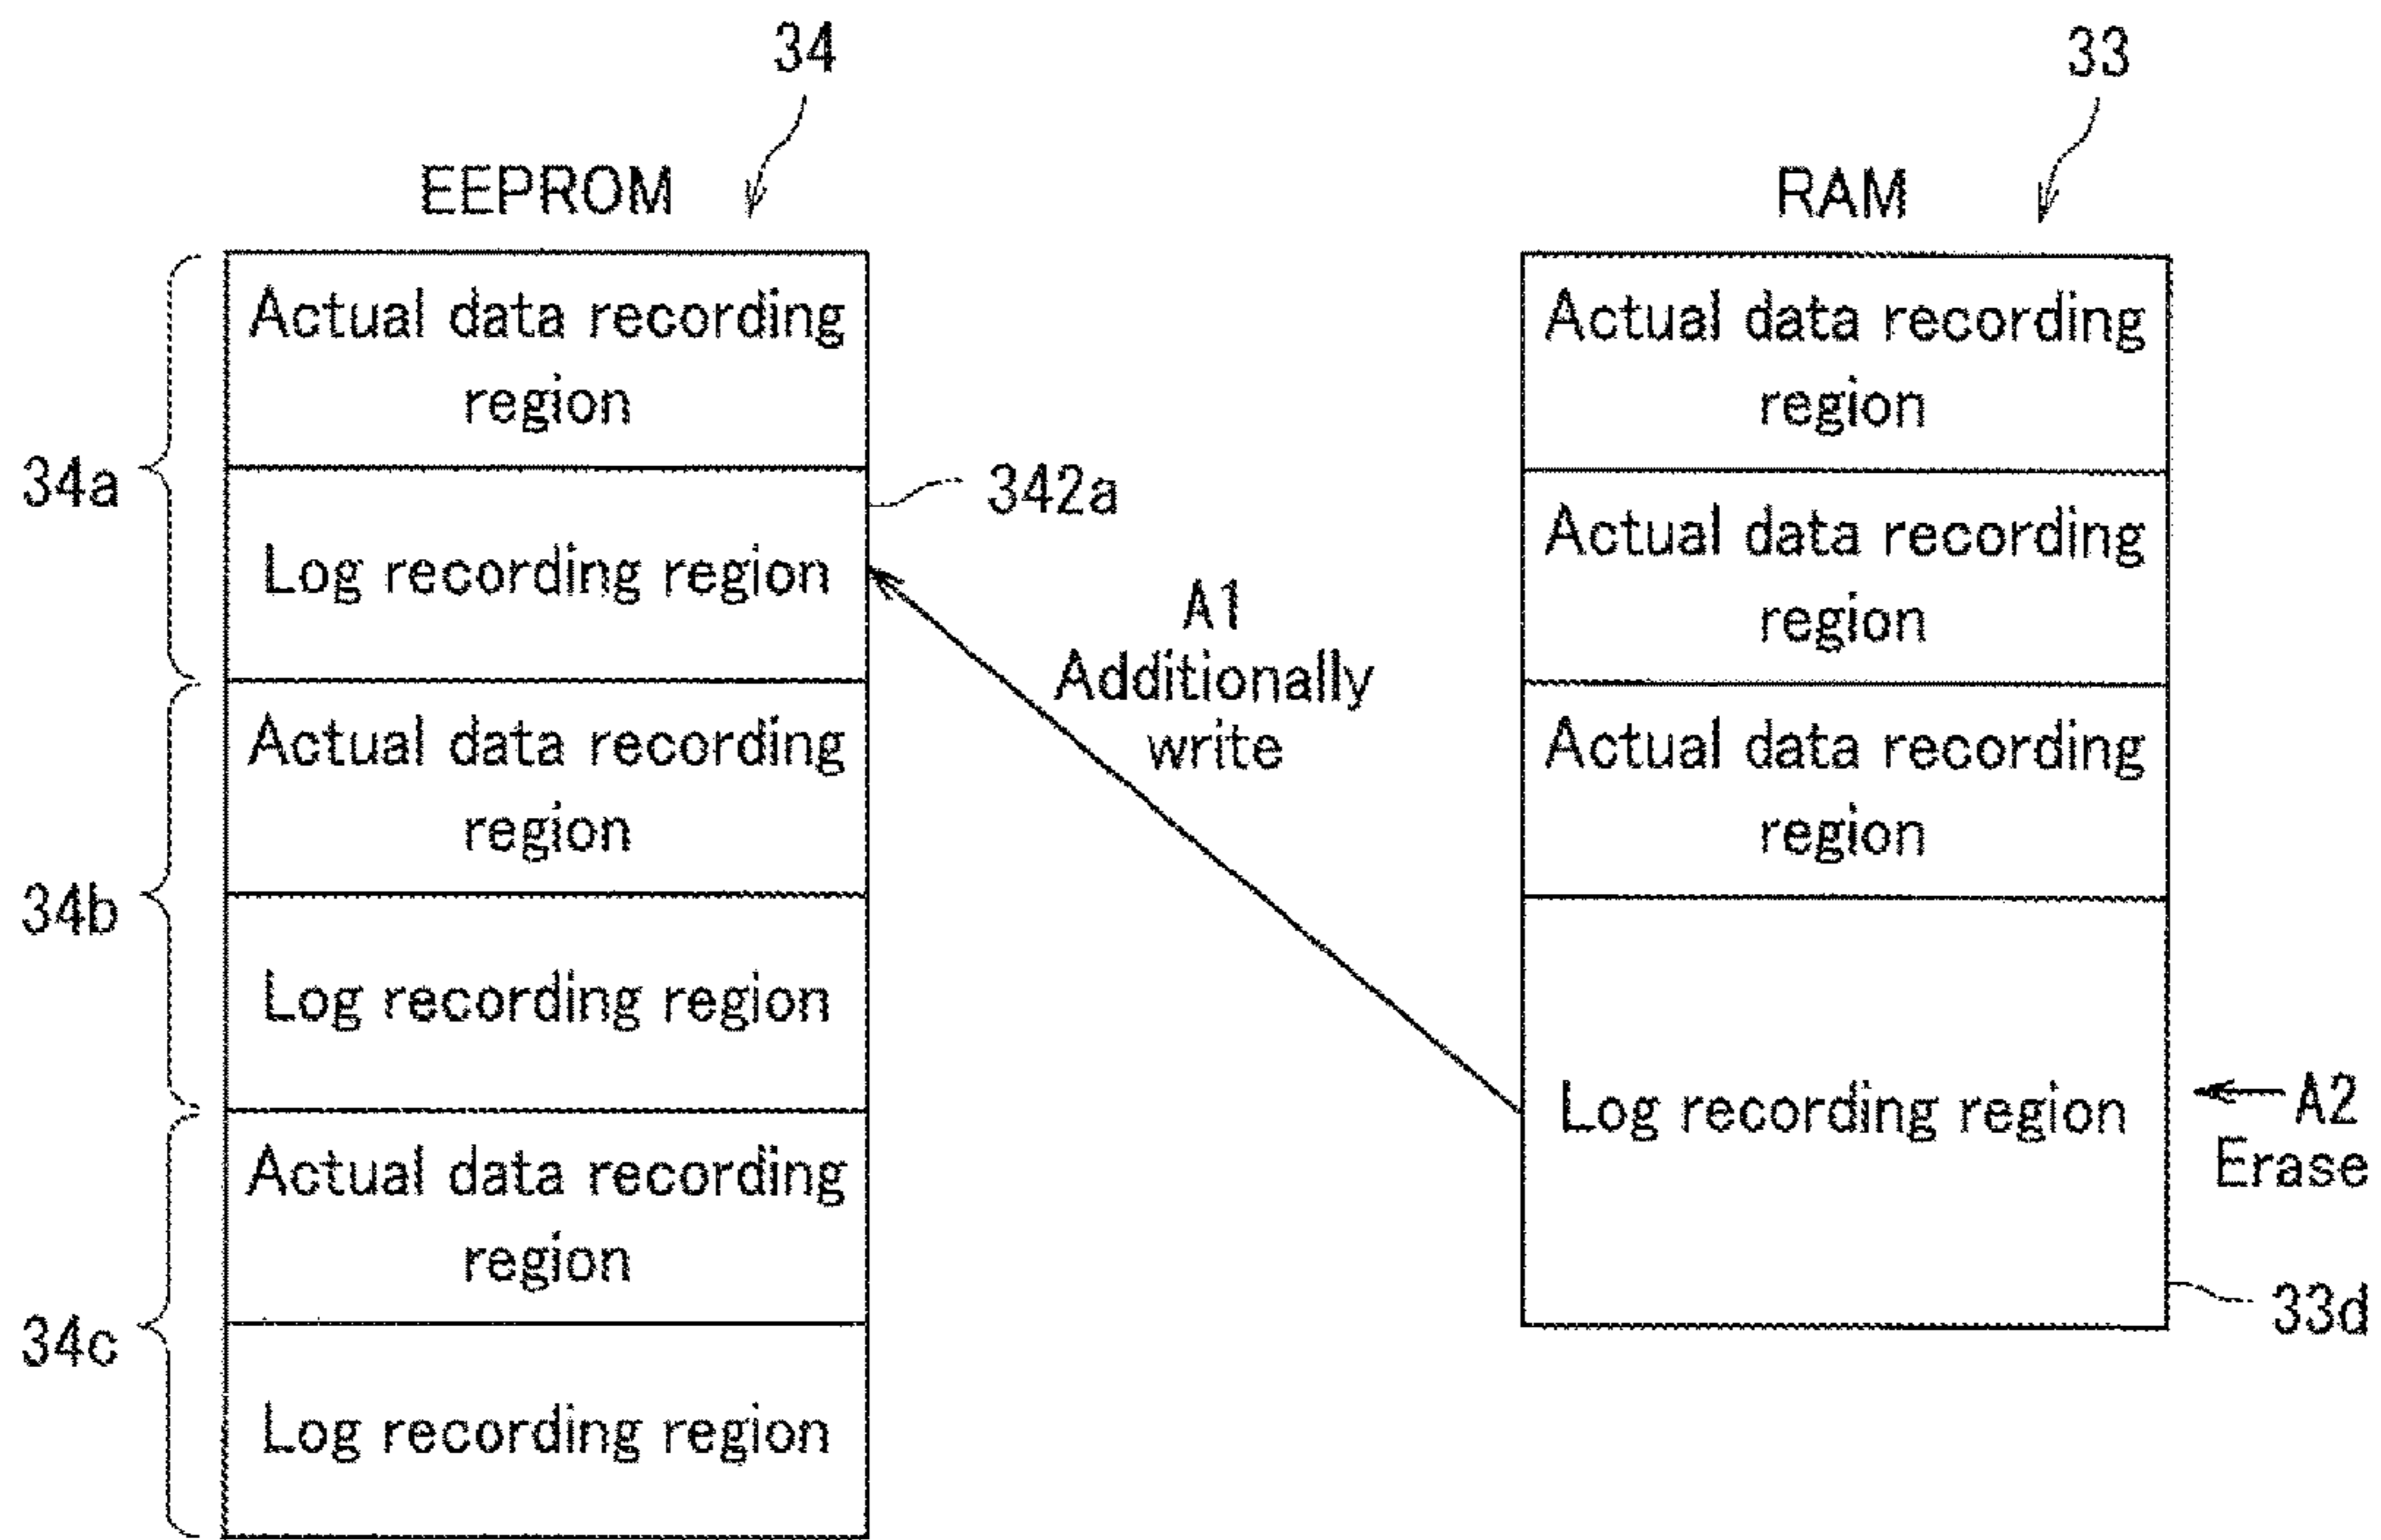 34
EEPROM
Actual data recording
region
34a
342a
Log recording region
Actual data recording
region
34b
Log recording region
Actual data recording
region
34c
Log recording region
A1
Additionally
write
33
RAM
Actual data recording
region
Actual data recording
region
Actual data recording
region
Log recording region
A2
Erase
33d